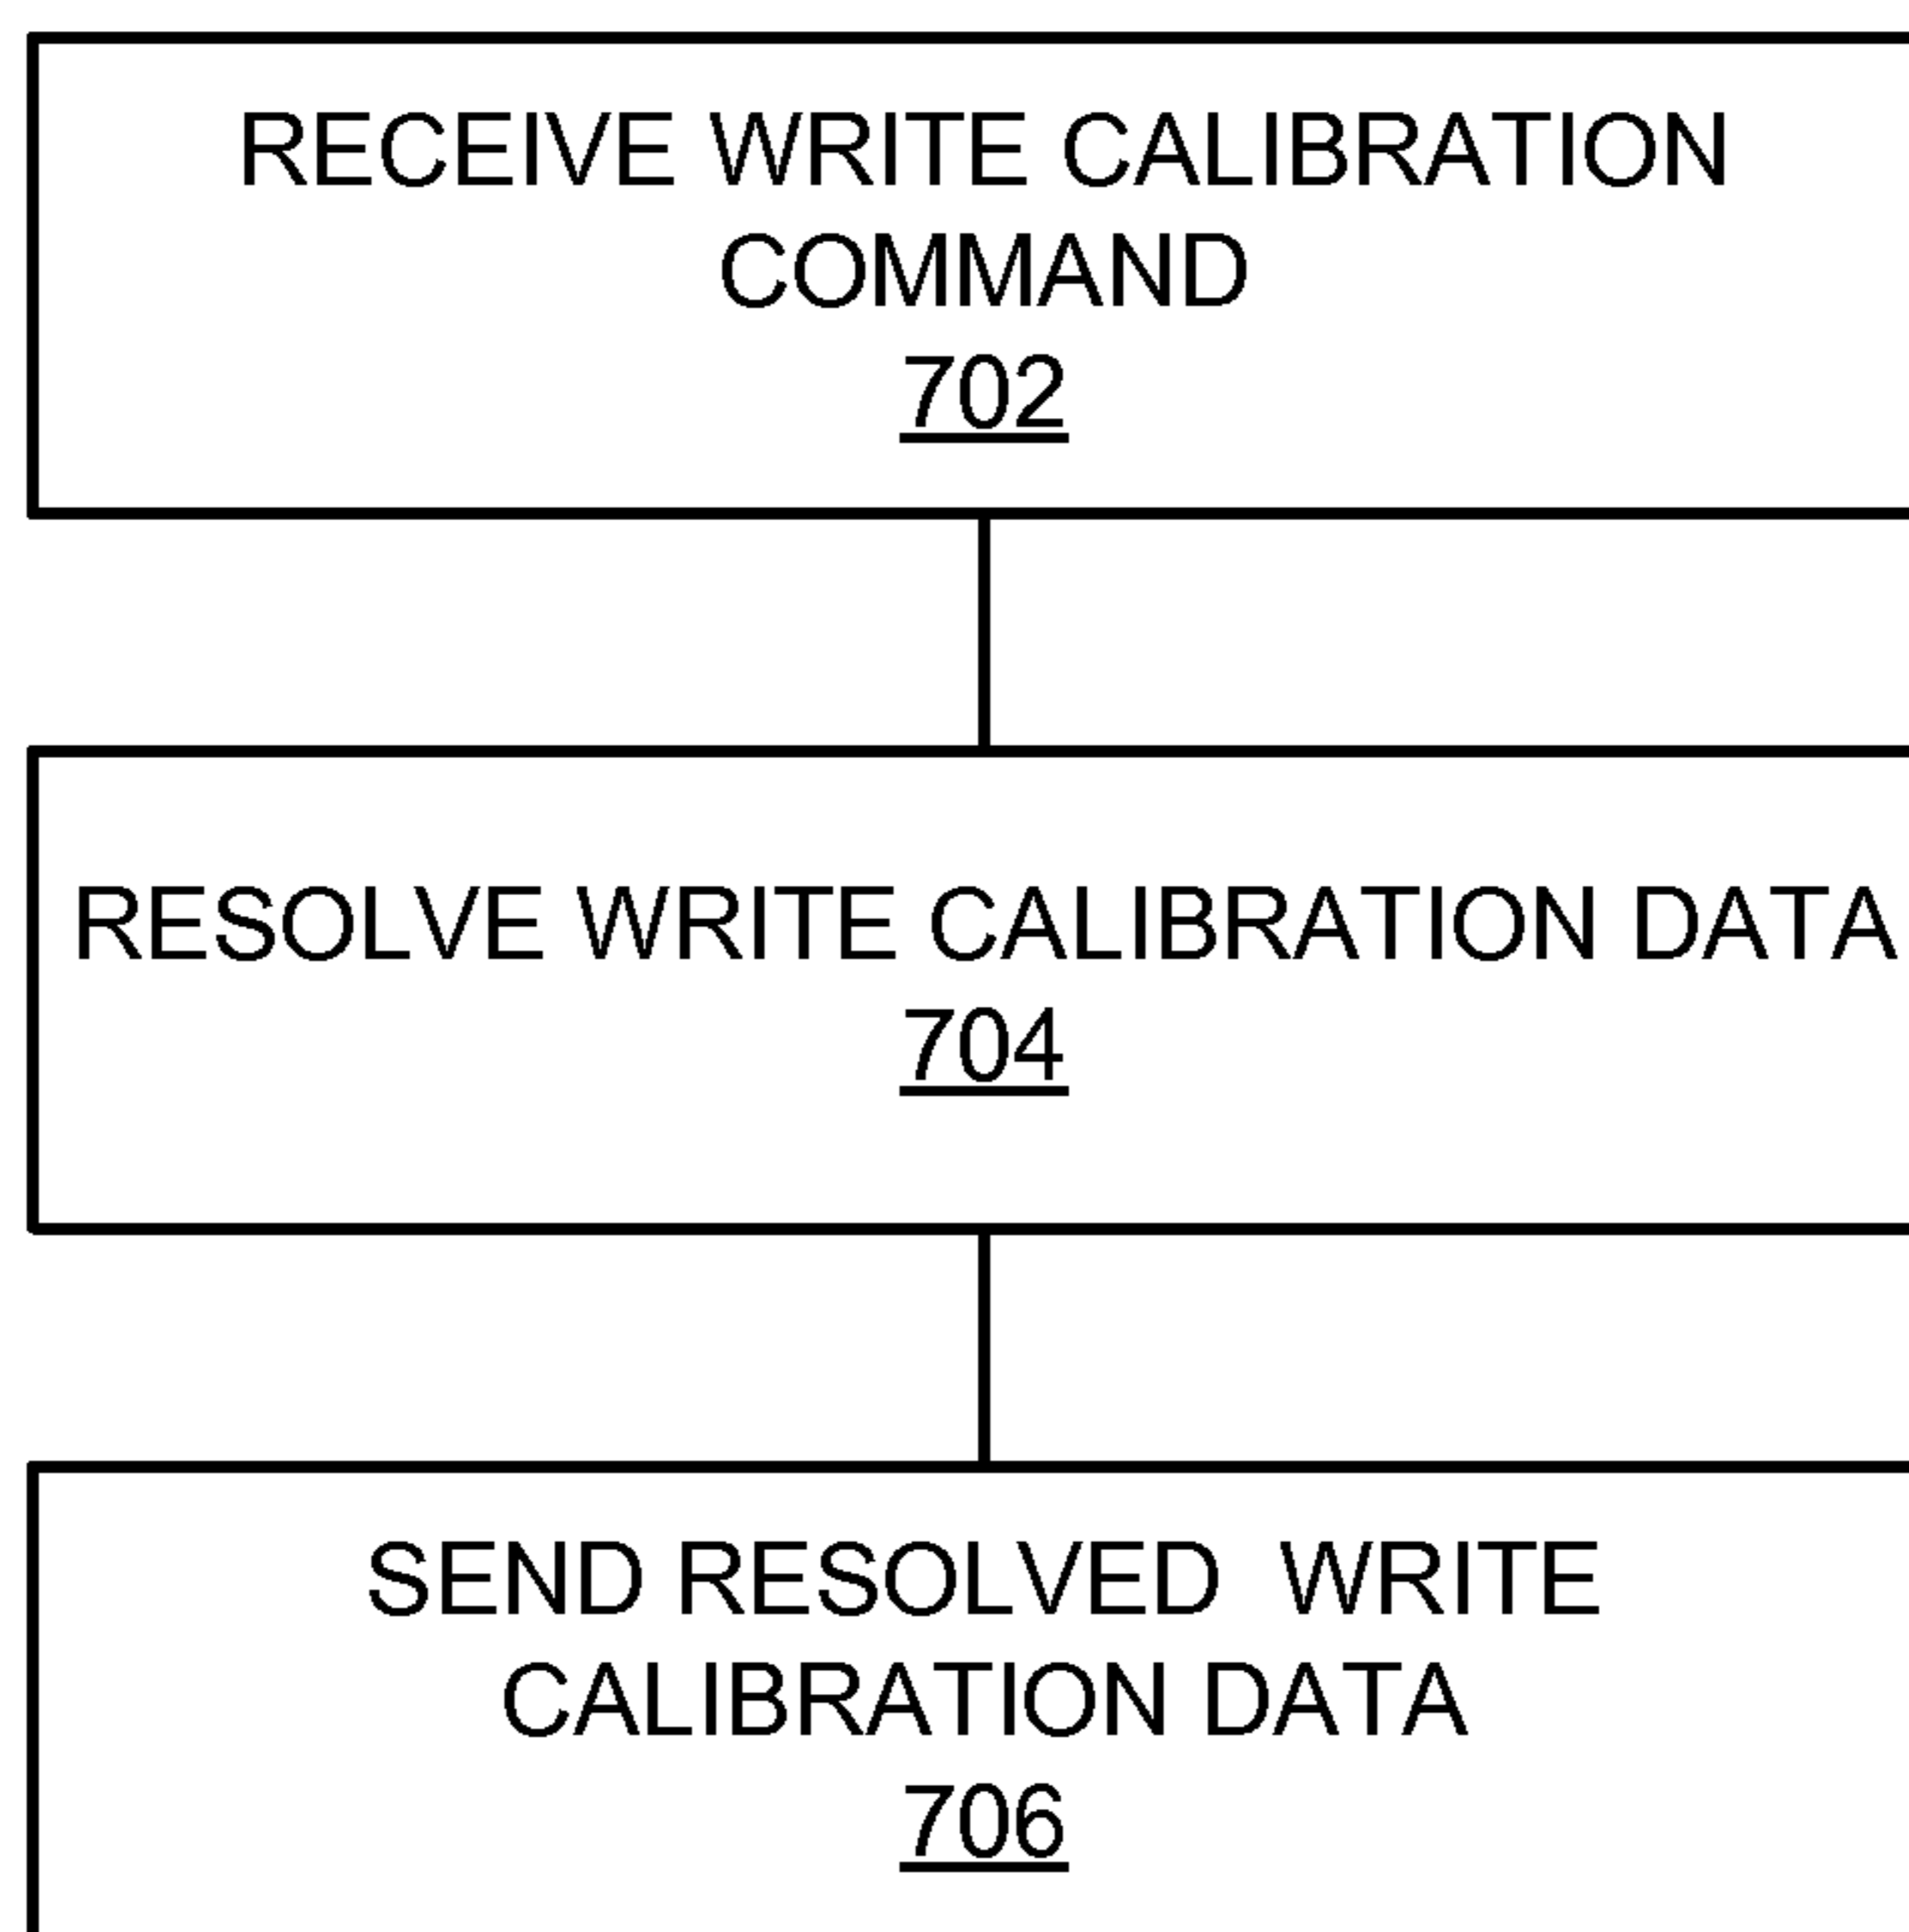 RECEIVE WRITE CALIBRATION
COMMAND
702
RESOLVE WRITE CALIBRATION DATA
704
SEND RESOLVED WRITE
CALIBRATION DATA
706